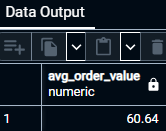 Data Output
avg_order_value
numeric
1 60.64